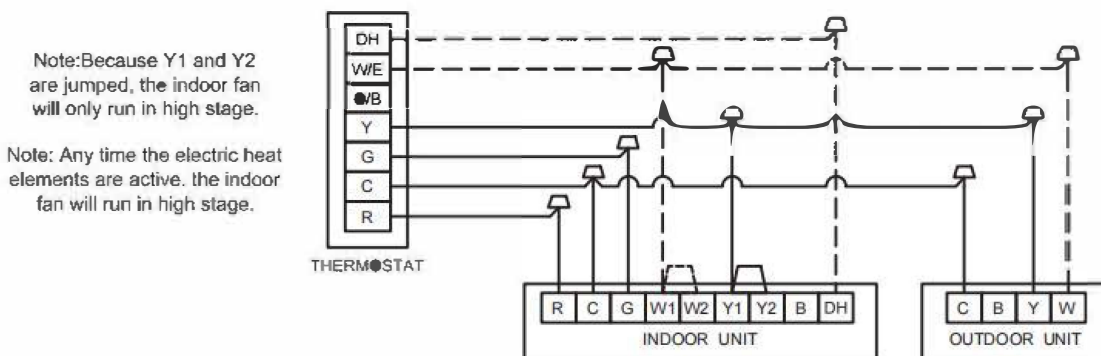 Note:Because Y1 and Y2
are jumped, the indoor fan
will only run in high stage.
Note: Any time the electric heat
elements are active. the indoor
fan will run in high stage.
DH
W/E
●/B
Y
G
C
R
THERM●STAT
R C G W1 W2 Y1 Y2 B DH
INDOOR UNIT
C B Y W
OUTDOOR UNIT